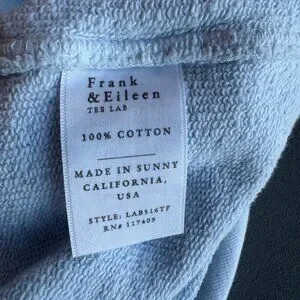 Frank
& Eileen
TEE LAB
100% COTTON
MADE IN SUNNY
CALIFORNIA,
USA
STYLE: LAB516TF
RN# 117409